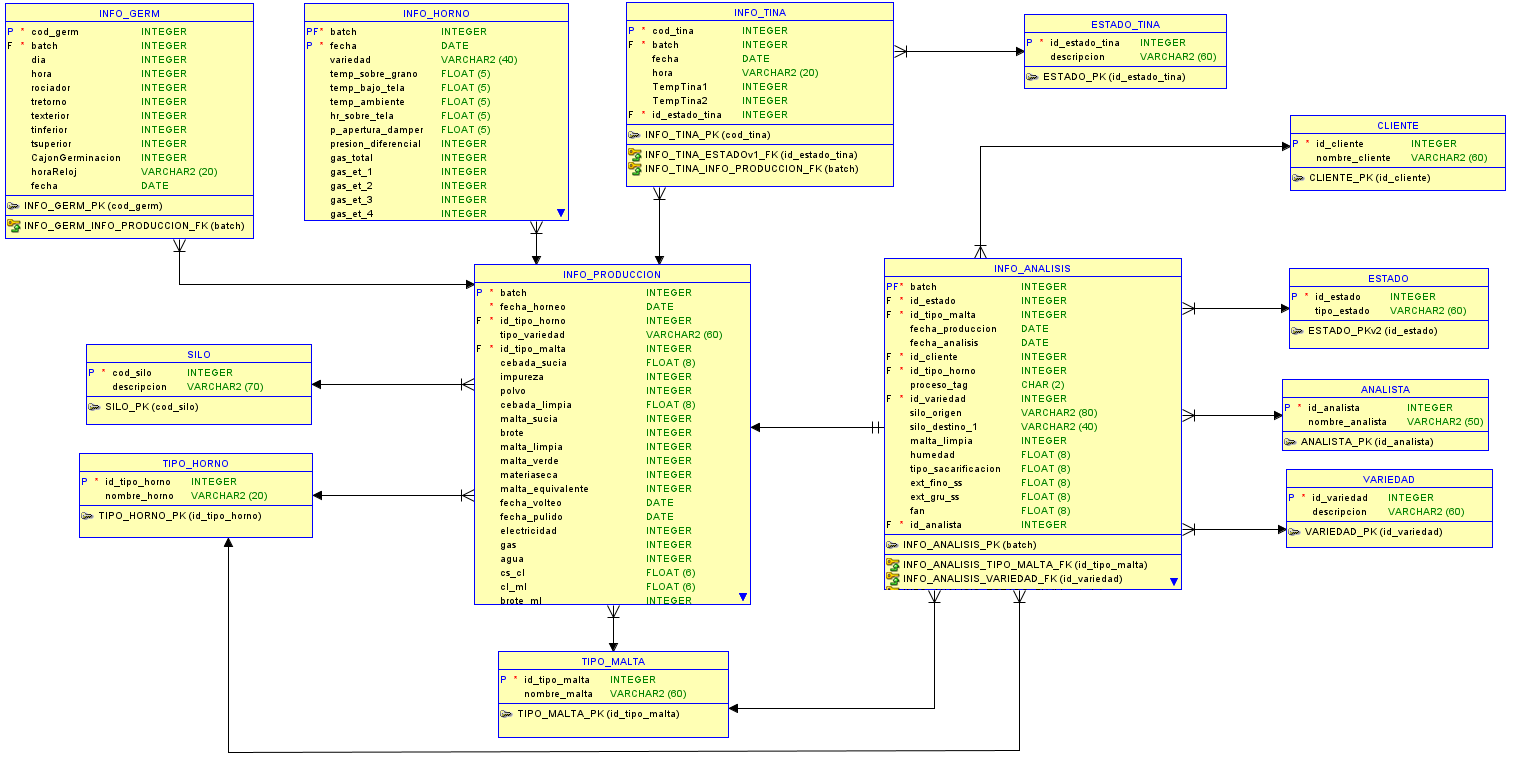 INFO_GERM
P * cod_germ INTEGER
F * batch INTEGER
dia INTEGER
hora INTEGER
rociador INTEGER
tretorno INTEGER
texterior INTEGER
tinferior INTEGER
tsuperior INTEGER
CajonGerminacion INTEGER
horaReloj VARCHAR2 (20)
fecha DATE
INFO_GERM_PK (cod_germ)
INFO_GERM_INFO_PRODUCCION_FK (batch)
INFO_HORNO
PF* batch INTEGER
P * fecha DATE
variedad VARCHAR2 (40)
temp_sobre_grano FLOAT (5)
temp_bajo_tela FLOAT (5)
temp_ambiente FLOAT (5)
hr_sobre_tela FLOAT (5)
p_apertura_damper FLOAT (5)
presion_diferencial INTEGER
gas_total INTEGER
gas_et_1 INTEGER
gas_et_2 INTEGER
gas_et_3 INTEGER
gas_et_4 INTEGER
INFO_TINA
P * cod_tina INTEGER
F * batch INTEGER
fecha DATE
hora VARCHAR2 (20)
TempTina1 INTEGER
TempTina2 INTEGER
F * id_estado_tina INTEGER
INFO_TINA_PK (cod_tina)
INFO_TINA_ESTADOv1_FK (id_estado_tina)
INFO_TINA_INFO_PRODUCCION_FK (batch)
ESTADO_TINA
P * id_estado_tina INTEGER
descripcion VARCHAR2 (60)
ESTADO_PK (id_estado_tina)
CLIENTE
P * id_cliente INTEGER
nombre_cliente VARCHAR2 (60)
CLIENTE_PK (id_cliente)
INFO_PRODUCCION
P * batch INTEGER
* fecha_horneo DATE
F * id_tipo_horno INTEGER
tipo_variedad VARCHAR2 (60)
F * id_tipo_malta INTEGER
cebada_sucia FLOAT (8)
impureza INTEGER
polvo INTEGER
cebada_limpia FLOAT (8)
malta_sucia INTEGER
brote INTEGER
malta_limpia INTEGER
malta_verde INTEGER
materiaseca INTEGER
malta_equivalente INTEGER
fecha_volteo DATE
fecha_pulido DATE
electricidad INTEGER
gas INTEGER
agua INTEGER
cs_cl FLOAT (6)
cl_ml FLOAT (6)
brote_ml INTEGER
INFO_ANALISIS
PF* batch INTEGER
F * id_estado INTEGER
F * id_tipo_malta INTEGER
fecha_produccion DATE
fecha_analisis DATE
F * id_cliente INTEGER
F * id_tipo_horno INTEGER
proceso_tag CHAR (2)
F * id_variedad INTEGER
silo_origen VARCHAR2 (80)
silo_destino_1 VARCHAR2 (40)
malta_limpia INTEGER
humedad FLOAT (8)
tipo_sacarificacion FLOAT (8)
ext_fino_ss FLOAT (8)
ext_gru_ss FLOAT (8)
fan FLOAT (8)
F * id_analista INTEGER
INFO_ANALISIS_PK (batch)
INFO_ANALISIS_TIPO_MALTA_FK (id_tipo_malta)
INFO_ANALISIS_VARIEDAD_FK (id_variedad)
ESTADO
P * id_estado INTEGER
tipo_estado VARCHAR2 (60)
ESTADO_PKv2 (id_estado)
SILO
P * cod_silo INTEGER
descripcion VARCHAR2 (70)
SILO_PK (cod_silo)
ANALISTA
P * id_analista INTEGER
nombre_analista VARCHAR2 (50)
ANALISTA_PK (id_analista)
TIPO_HORNO
P * id_tipo_horno INTEGER
nombre_horno VARCHAR2 (20)
TIPO_HORNO_PK (id_tipo_horno)
VARIEDAD
P * id_variedad INTEGER
descripcion VARCHAR2 (60)
VARIEDAD_PK (id_variedad)
TIPO_MALTA
P * id_tipo_malta INTEGER
nombre_malta VARCHAR2 (60)
TIPO_MALTA_PK (id_tipo_malta)